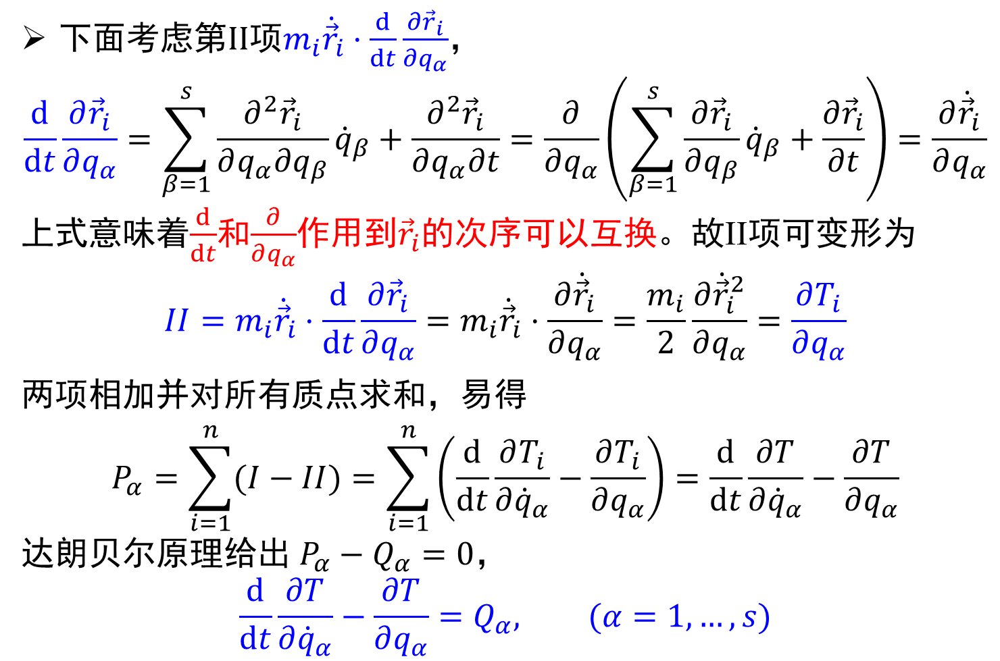 ➢ 下面考虑第II项$m_i\dot{\vec{r}}_i \cdot \frac{\mathrm{d}}{\mathrm{d}t}\frac{\partial \vec{r}_i}{\partial q_\alpha}$，
$\frac{\mathrm{d}}{\mathrm{d}t}\frac{\partial \vec{r}_i}{\partial q_\alpha} = \sum_{\beta=1}^{s}\frac{\partial^2 \vec{r}_i}{\partial q_\alpha \partial q_\beta}\dot{q}_\beta + \frac{\partial^2 \vec{r}_i}{\partial q_\alpha \partial t} = \frac{\partial}{\partial q_\alpha}\left(\sum_{\beta=1}^{s}\frac{\partial \vec{r}_i}{\partial q_\beta}\dot{q}_\beta + \frac{\partial \vec{r}_i}{\partial t}\right) = \frac{\partial \dot{\vec{r}}_i}{\partial q_\alpha}$
上式意味着$\frac{\mathrm{d}}{\mathrm{d}t}$和$\frac{\partial}{\partial q_\alpha}$作用到$\vec{r}_i$的次序可以互换。故II项可变形为
$II = m_i\dot{\vec{r}}_i \cdot \frac{\mathrm{d}}{\mathrm{d}t}\frac{\partial \vec{r}_i}{\partial q_\alpha} = m_i\dot{\vec{r}}_i \cdot \frac{\partial \dot{\vec{r}}_i}{\partial q_\alpha} = \frac{m_i}{2}\frac{\partial \dot{\vec{r}}_i^2}{\partial q_\alpha} = \frac{\partial T_i}{\partial q_\alpha}$
两项相加并对所有质点求和，易得
$P_\alpha = \sum_{i=1}^{n}(I - II) = \sum_{i=1}^{n}\left(\frac{\mathrm{d}}{\mathrm{d}t}\frac{\partial T_i}{\partial \dot{q}_\alpha} - \frac{\partial T_i}{\partial q_\alpha}\right) = \frac{\mathrm{d}}{\mathrm{d}t}\frac{\partial T}{\partial \dot{q}_\alpha} - \frac{\partial T}{\partial q_\alpha}$
达朗贝尔原理给出 $P_\alpha - Q_\alpha = 0$，
$\frac{\mathrm{d}}{\mathrm{d}t}\frac{\partial T}{\partial \dot{q}_\alpha} - \frac{\partial T}{\partial q_\alpha} = Q_\alpha, \qquad (\alpha = 1, \ldots, s)$